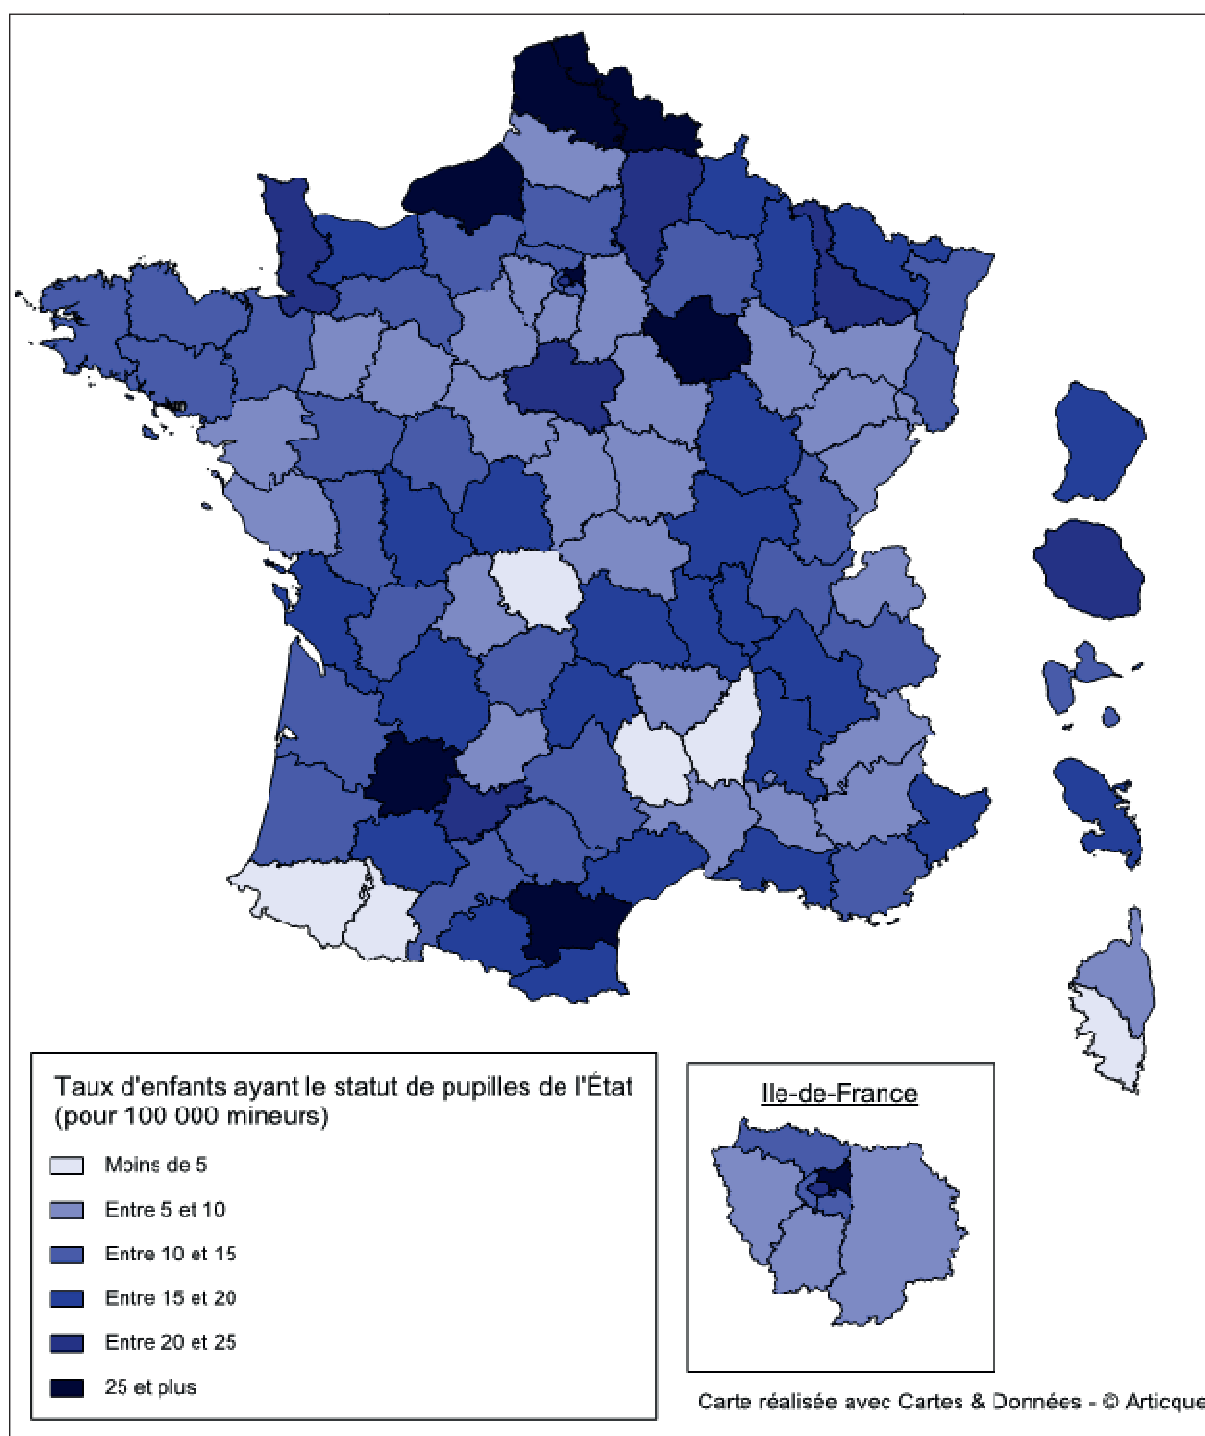 Taux d'enfants ayant le statut de pupilles de l'État
(pour 100 000 mineurs)
Moins de 5
Entre 5 et 10
Entre 10 et 15
Entre 15 et 20
Entre 20 et 25
25 et plus
Ile-de-France
Carte réalisée avec Cartes & Données - © Articque